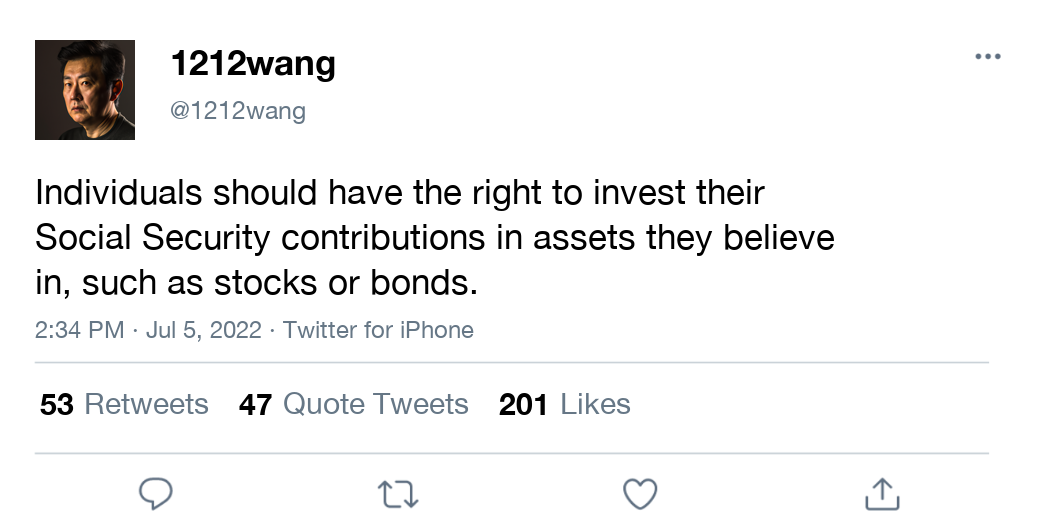 1212wang
@1212wang
Individuals should have the right to invest their
Social Security contributions in assets they believe
in, such as stocks or bonds.
2:34 PM · Jul 5, 2022 · Twitter for iPhone
53 Retweets 47 Quote Tweets 201 Likes